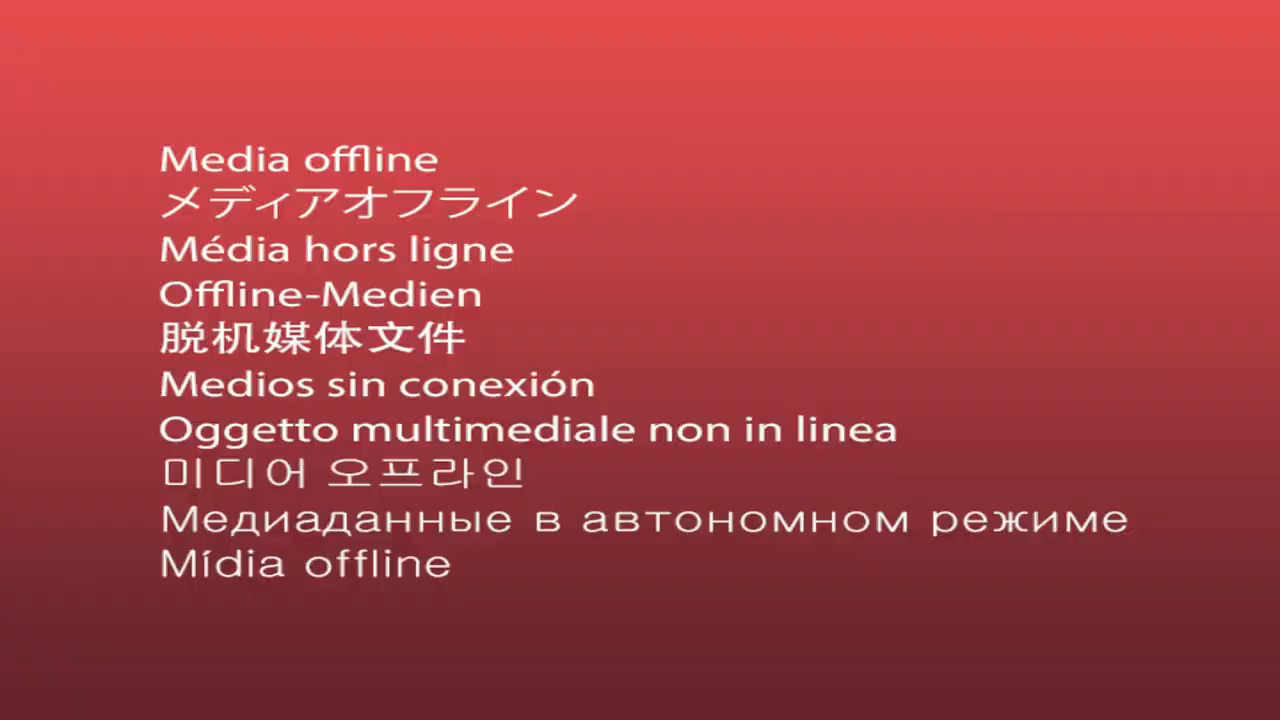 Media offline
メディアオフライン
Média hors ligne
Offline-Medien
脱机媒体文件
Medios sin conexión
Oggetto multimediale non in linea
미디어 오프라인
Медиаданные в автономном режиме
Mídia offline